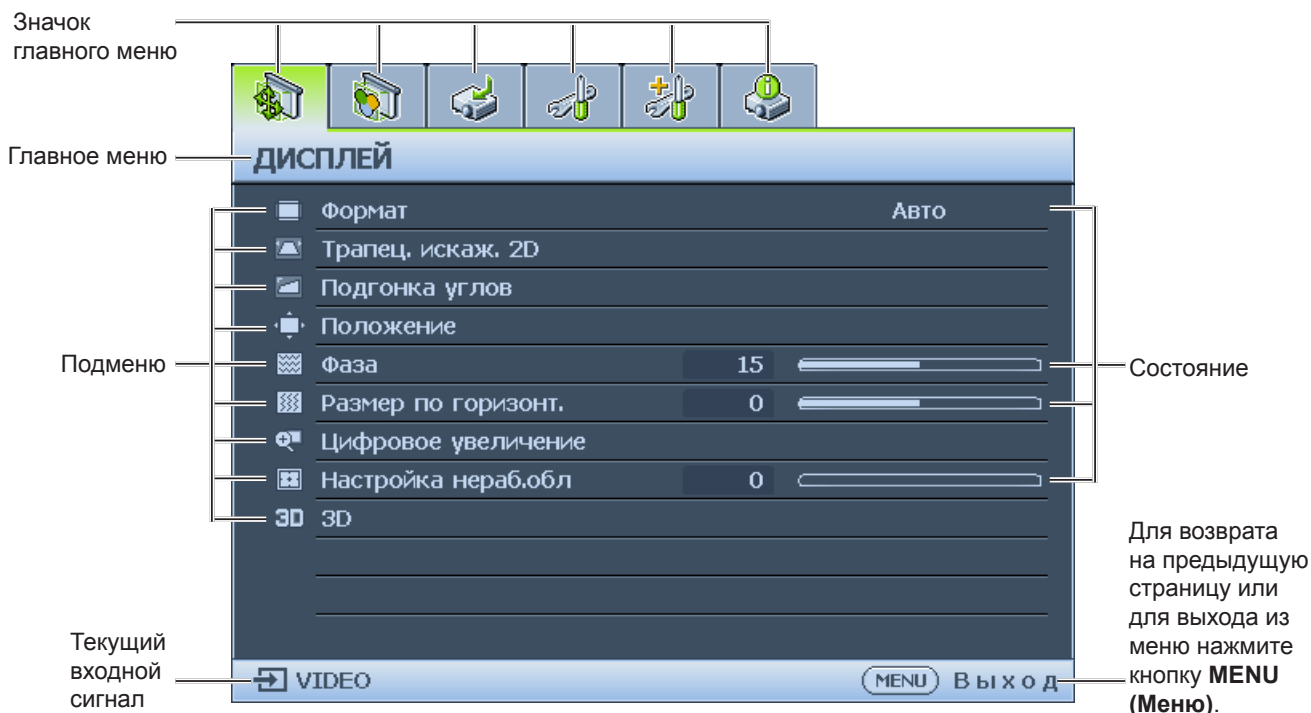 Значок
главного меню
Главное меню
ДИСПЛЕЙ
Формат Авто
Трапец. искаж. 2D
Подгонка углов
Положение
Подменю
Фаза 15
Состояние
Размер по горизонт. 0
Цифровое увеличение
Настройка нераб.обл 0
3D 3D
Для возврата
на предыдущую
страницу или
для выхода из
меню нажмите
кнопку MENU
(Меню).
Текущий
входной
сигнал
VIDEO
MENU Выход